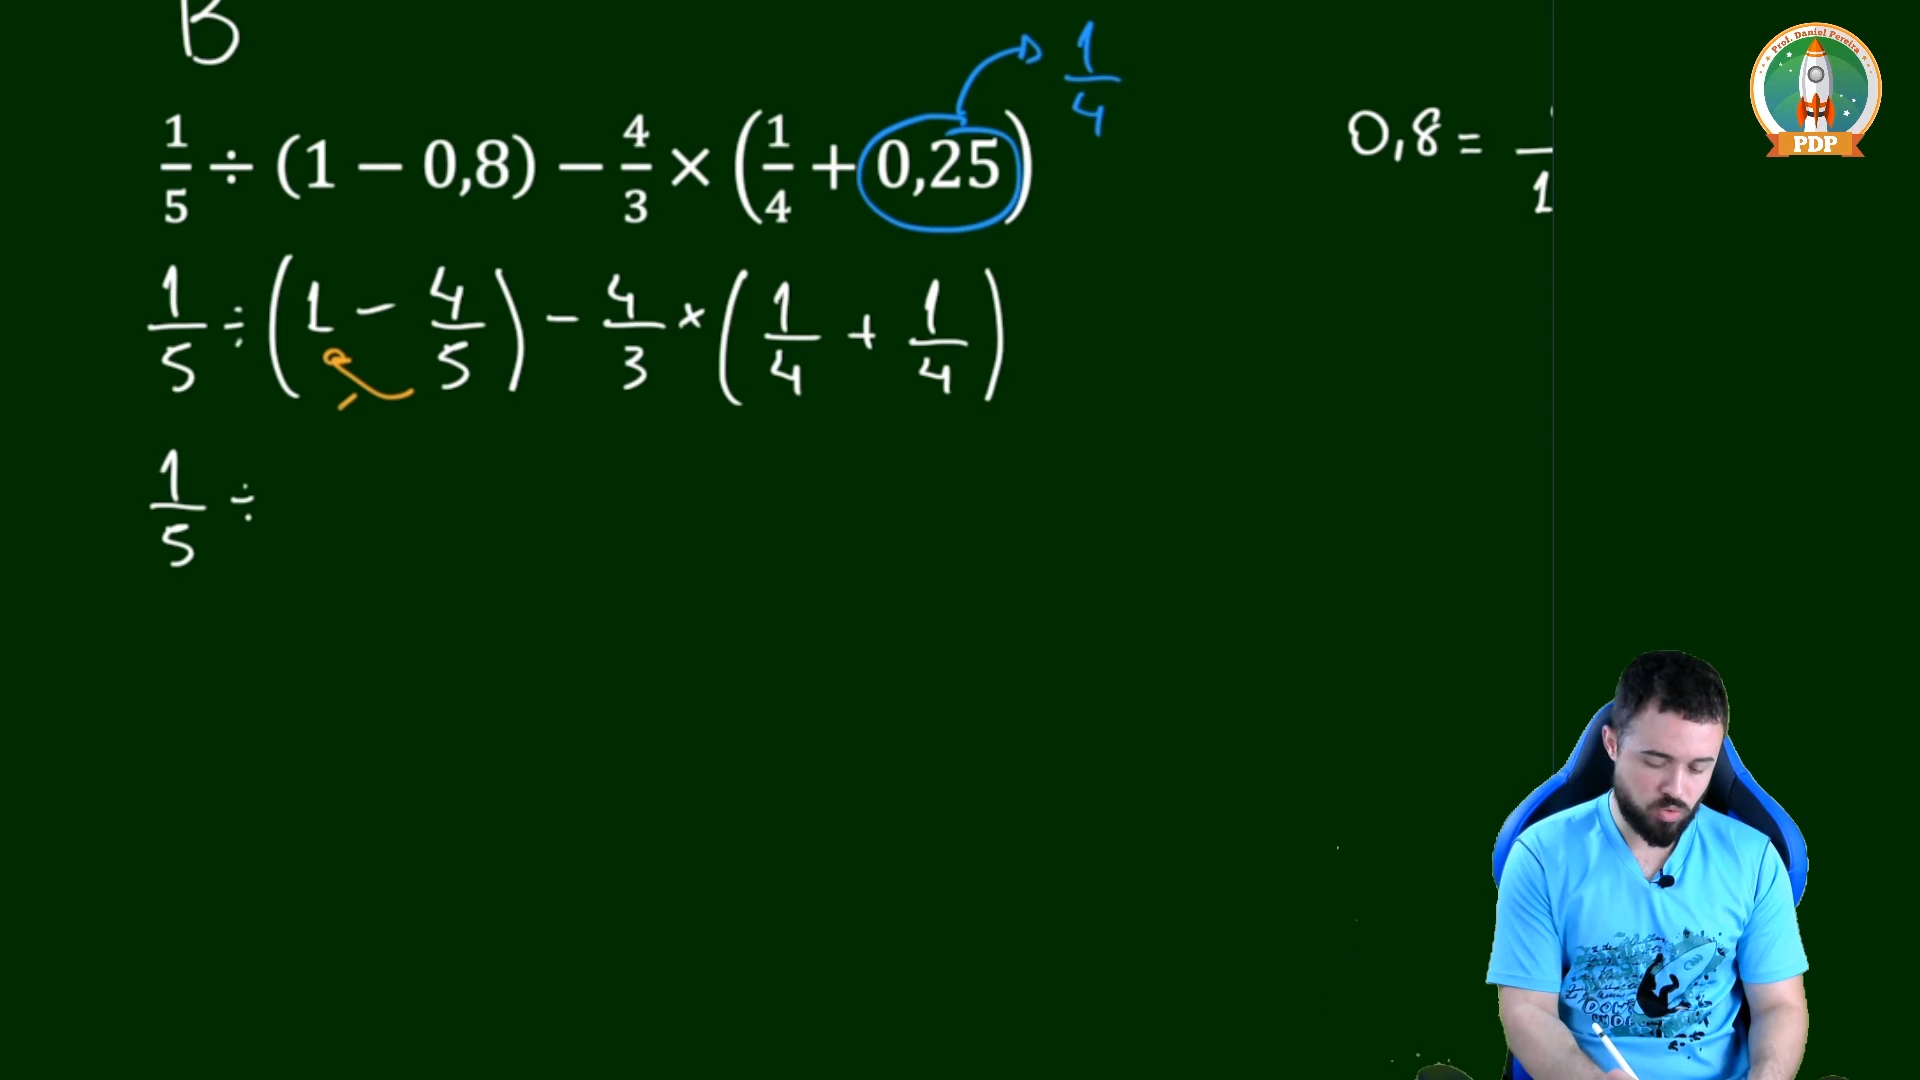 B
1/4
1/5 ÷ (1 − 0,8) − 4/3 × (1/4 + 0,25)
0,8 = 1
1/5 ÷ (1 − 4/5) − 4/3 × (1/4 + 1/4)
1/5 ÷
Prof. Daniel Pereira
PDP